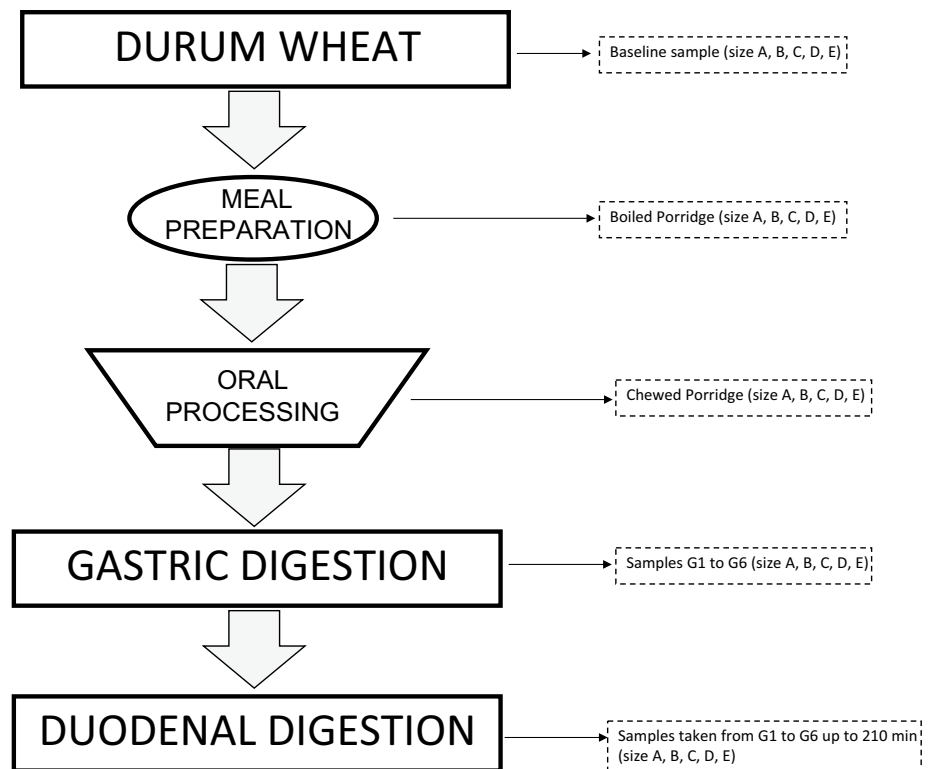 DURUM WHEAT
Baseline sample (size A, B, C, D, E)
MEAL
PREPARATION
Boiled Porridge (size A, B, C, D, E)
ORAL
PROCESSING
Chewed Porridge (size A, B, C, D, E)
GASTRIC DIGESTION
Samples G1 to G6 (size A, B, C, D, E)
DUODENAL DIGESTION
Samples taken from G1 to G6 up to 210 min
(size A, B, C, D, E)